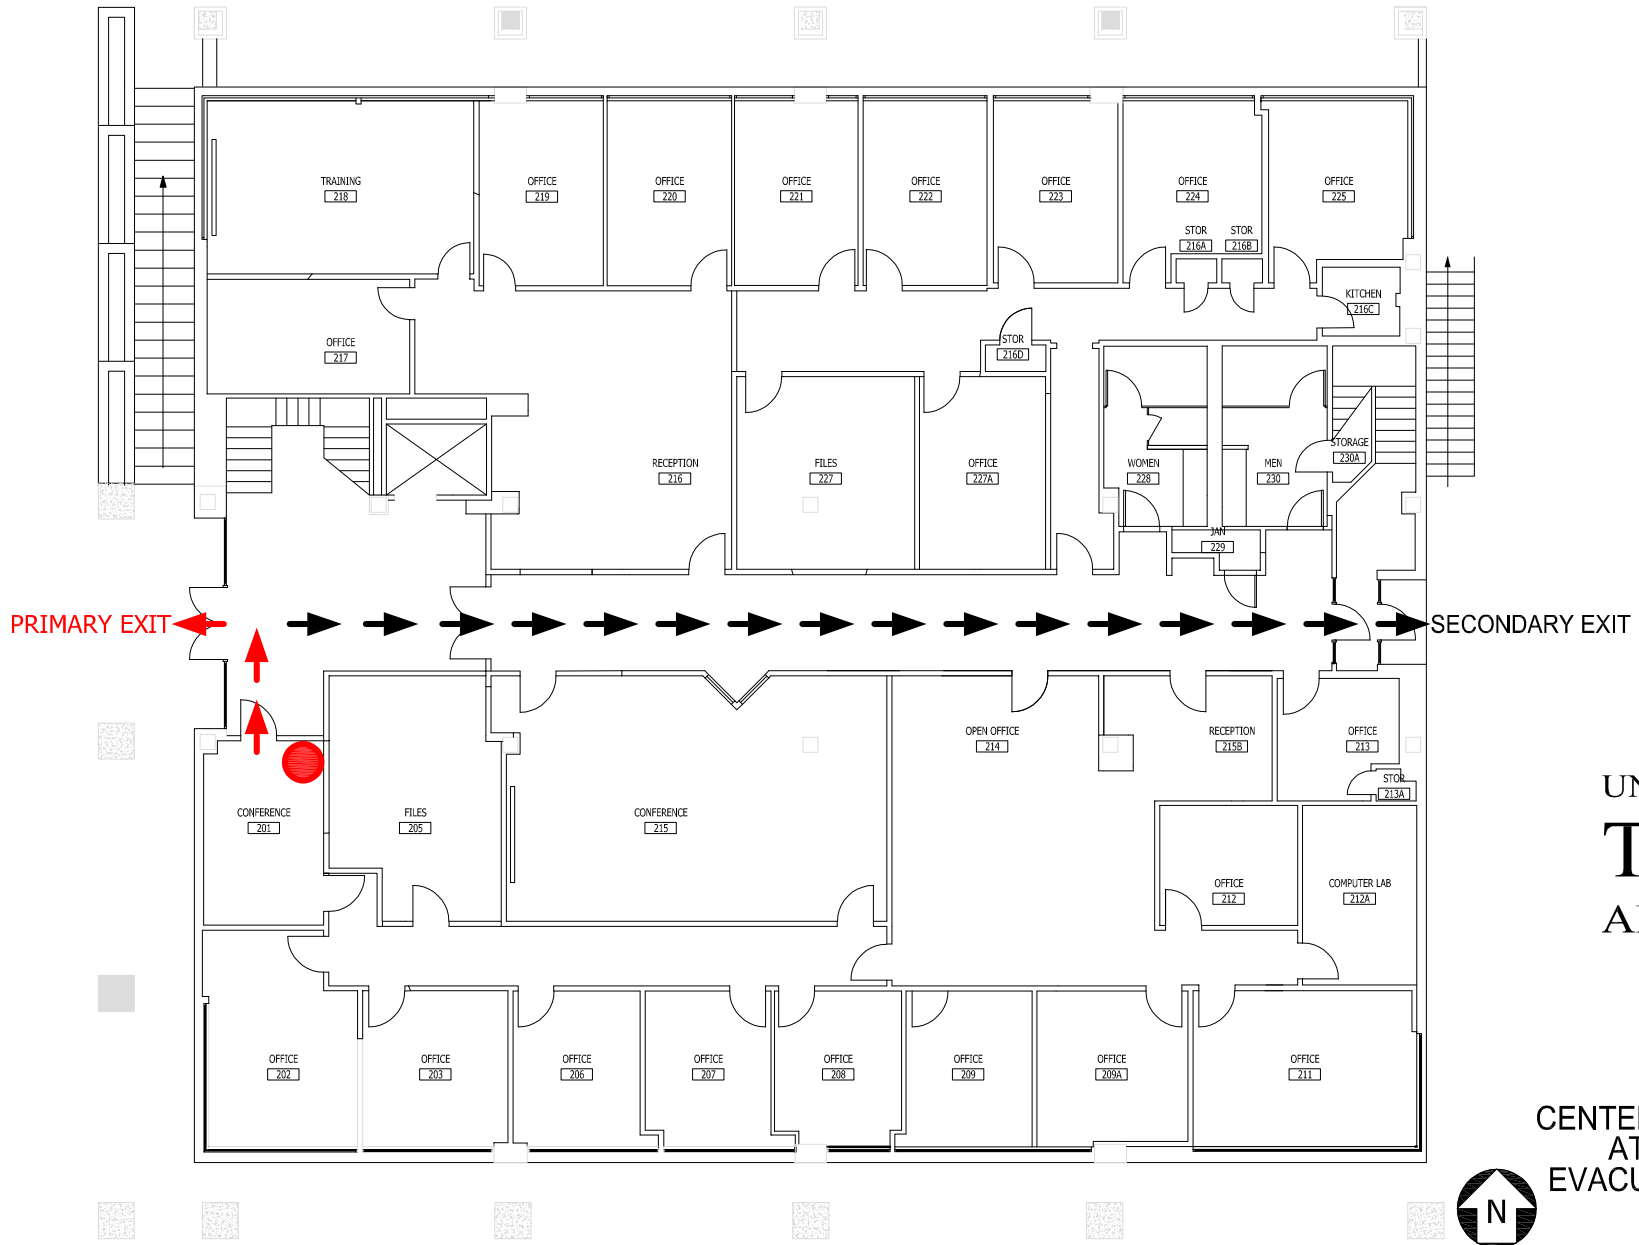 TRAINING
218
OFFICE
219
OFFICE
220
OFFICE
221
OFFICE
222
OFFICE
223
OFFICE
224
OFFICE
225
STOR
216A
STOR
216B
KITCHEN
216C
OFFICE
217
STOR
216D
RECEPTION
216
FILES
227
OFFICE
227A
WOMEN
228
MEN
230
STORAGE
230A
JAN
229
PRIMARY EXIT
SECONDARY EXIT
OPEN OFFICE
214
RECEPTION
215B
OFFICE
213
STOR
213A
CONFERENCE
201
FILES
205
CONFERENCE
215
OFFICE
212
COMPUTER LAB
212A
OFFICE
202
OFFICE
203
OFFICE
206
OFFICE
207
OFFICE
208
OFFICE
209
OFFICE
209A
OFFICE
211
UN
T
CENTE
AT
EVACU
N